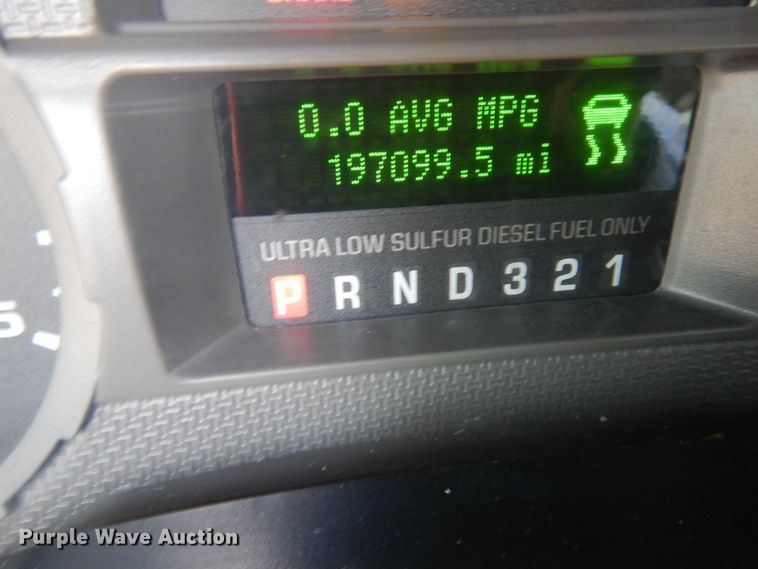 0.0 AVG MPG
197099.5 mi
ULTRA LOW SULFUR DIESEL FUEL ONLY
P R N D 3 2 1
5
Purple Wave Auction